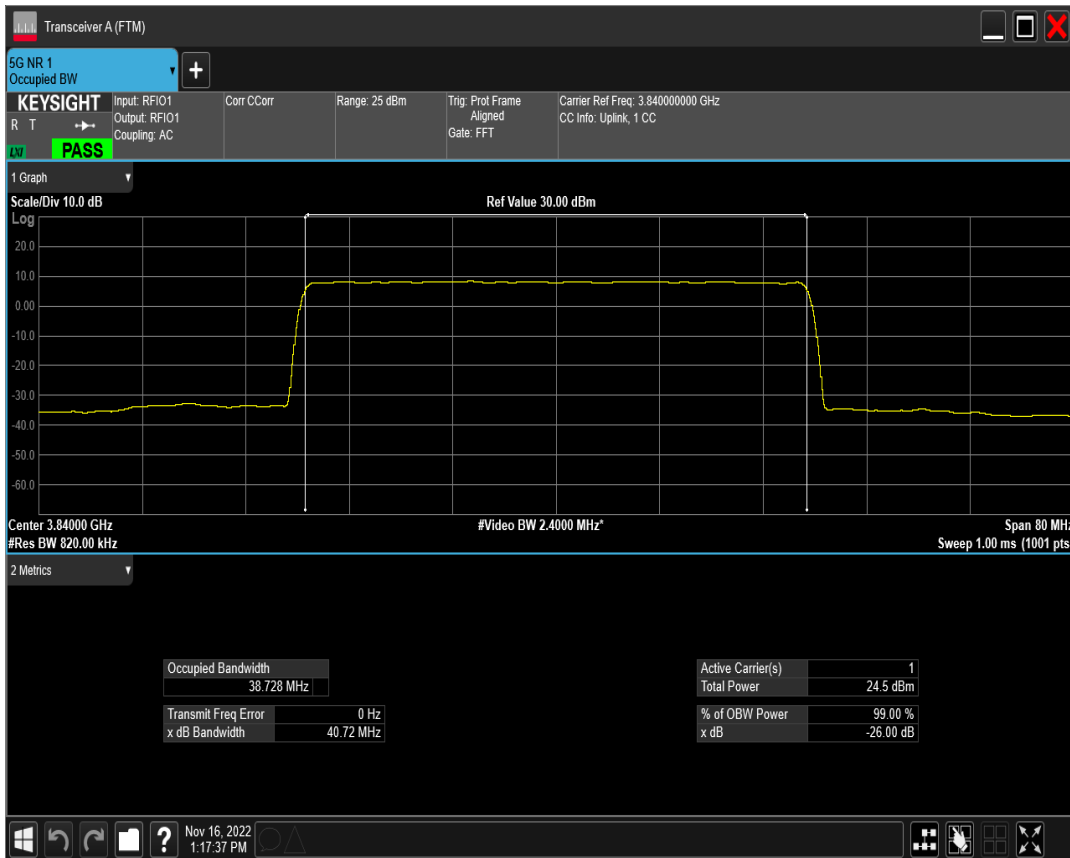 Transceiver A (FTM)
5G NR 1
Occupied BW
+
KEYSIGHT
R T
LXI
PASS
Input: RFIO1
Output: RFIO1
Coupling: AC
Corr CCorr
Range: 25 dBm
Trig: Prot Frame
Aligned
Gate: FFT
Carrier Ref Freq: 3.840000000 GHz
CC Info: Uplink, 1 CC
1 Graph
Scale/Div 10.0 dB
Ref Value 30.00 dBm
Log
20.0
10.0
0.00
-10.0
-20.0
-30.0
-40.0
-50.0
-60.0
Center 3.84000 GHz
#Video BW 2.4000 MHz*
Span 80 MHz
#Res BW 820.00 kHz
Sweep 1.00 ms (1001 pts
2 Metrics
Occupied Bandwidth
38.728 MHz
Transmit Freq Error 0 Hz
x dB Bandwidth 40.72 MHz
Active Carrier(s) 1
Total Power 24.5 dBm
% of OBW Power 99.00 %
x dB -26.00 dB
?
Nov 16, 2022
1:17:37 PM